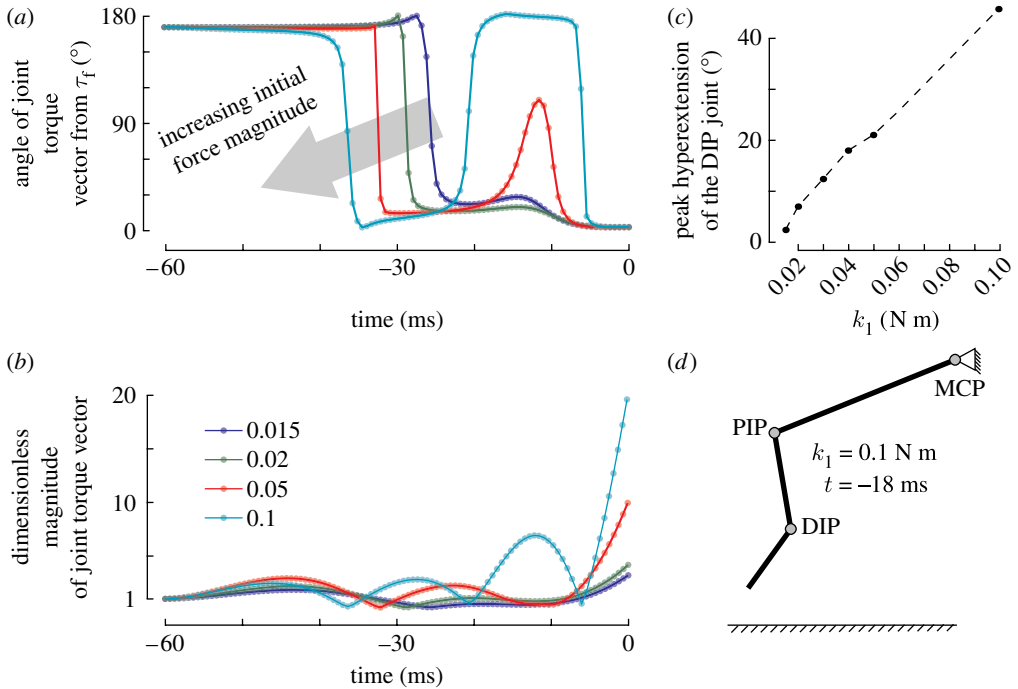 (a)
180
90
0
angle of joint
torque
vector from τf (°)
increasing initial
force magnitude
−60
−30
0
time (ms)
(b)
20
10
1
dimensionless
magnitude
of joint torque vector
0.015
0.02
0.05
0.1
−60
−30
0
time (ms)
(c)
40
20
0
peak hyperextension
of the DIP joint (°)
0.02
0.04
0.06
0.08
0.10
k1 (N m)
(d)
MCP
PIP
k1 = 0.1 N m
t = −18 ms
DIP